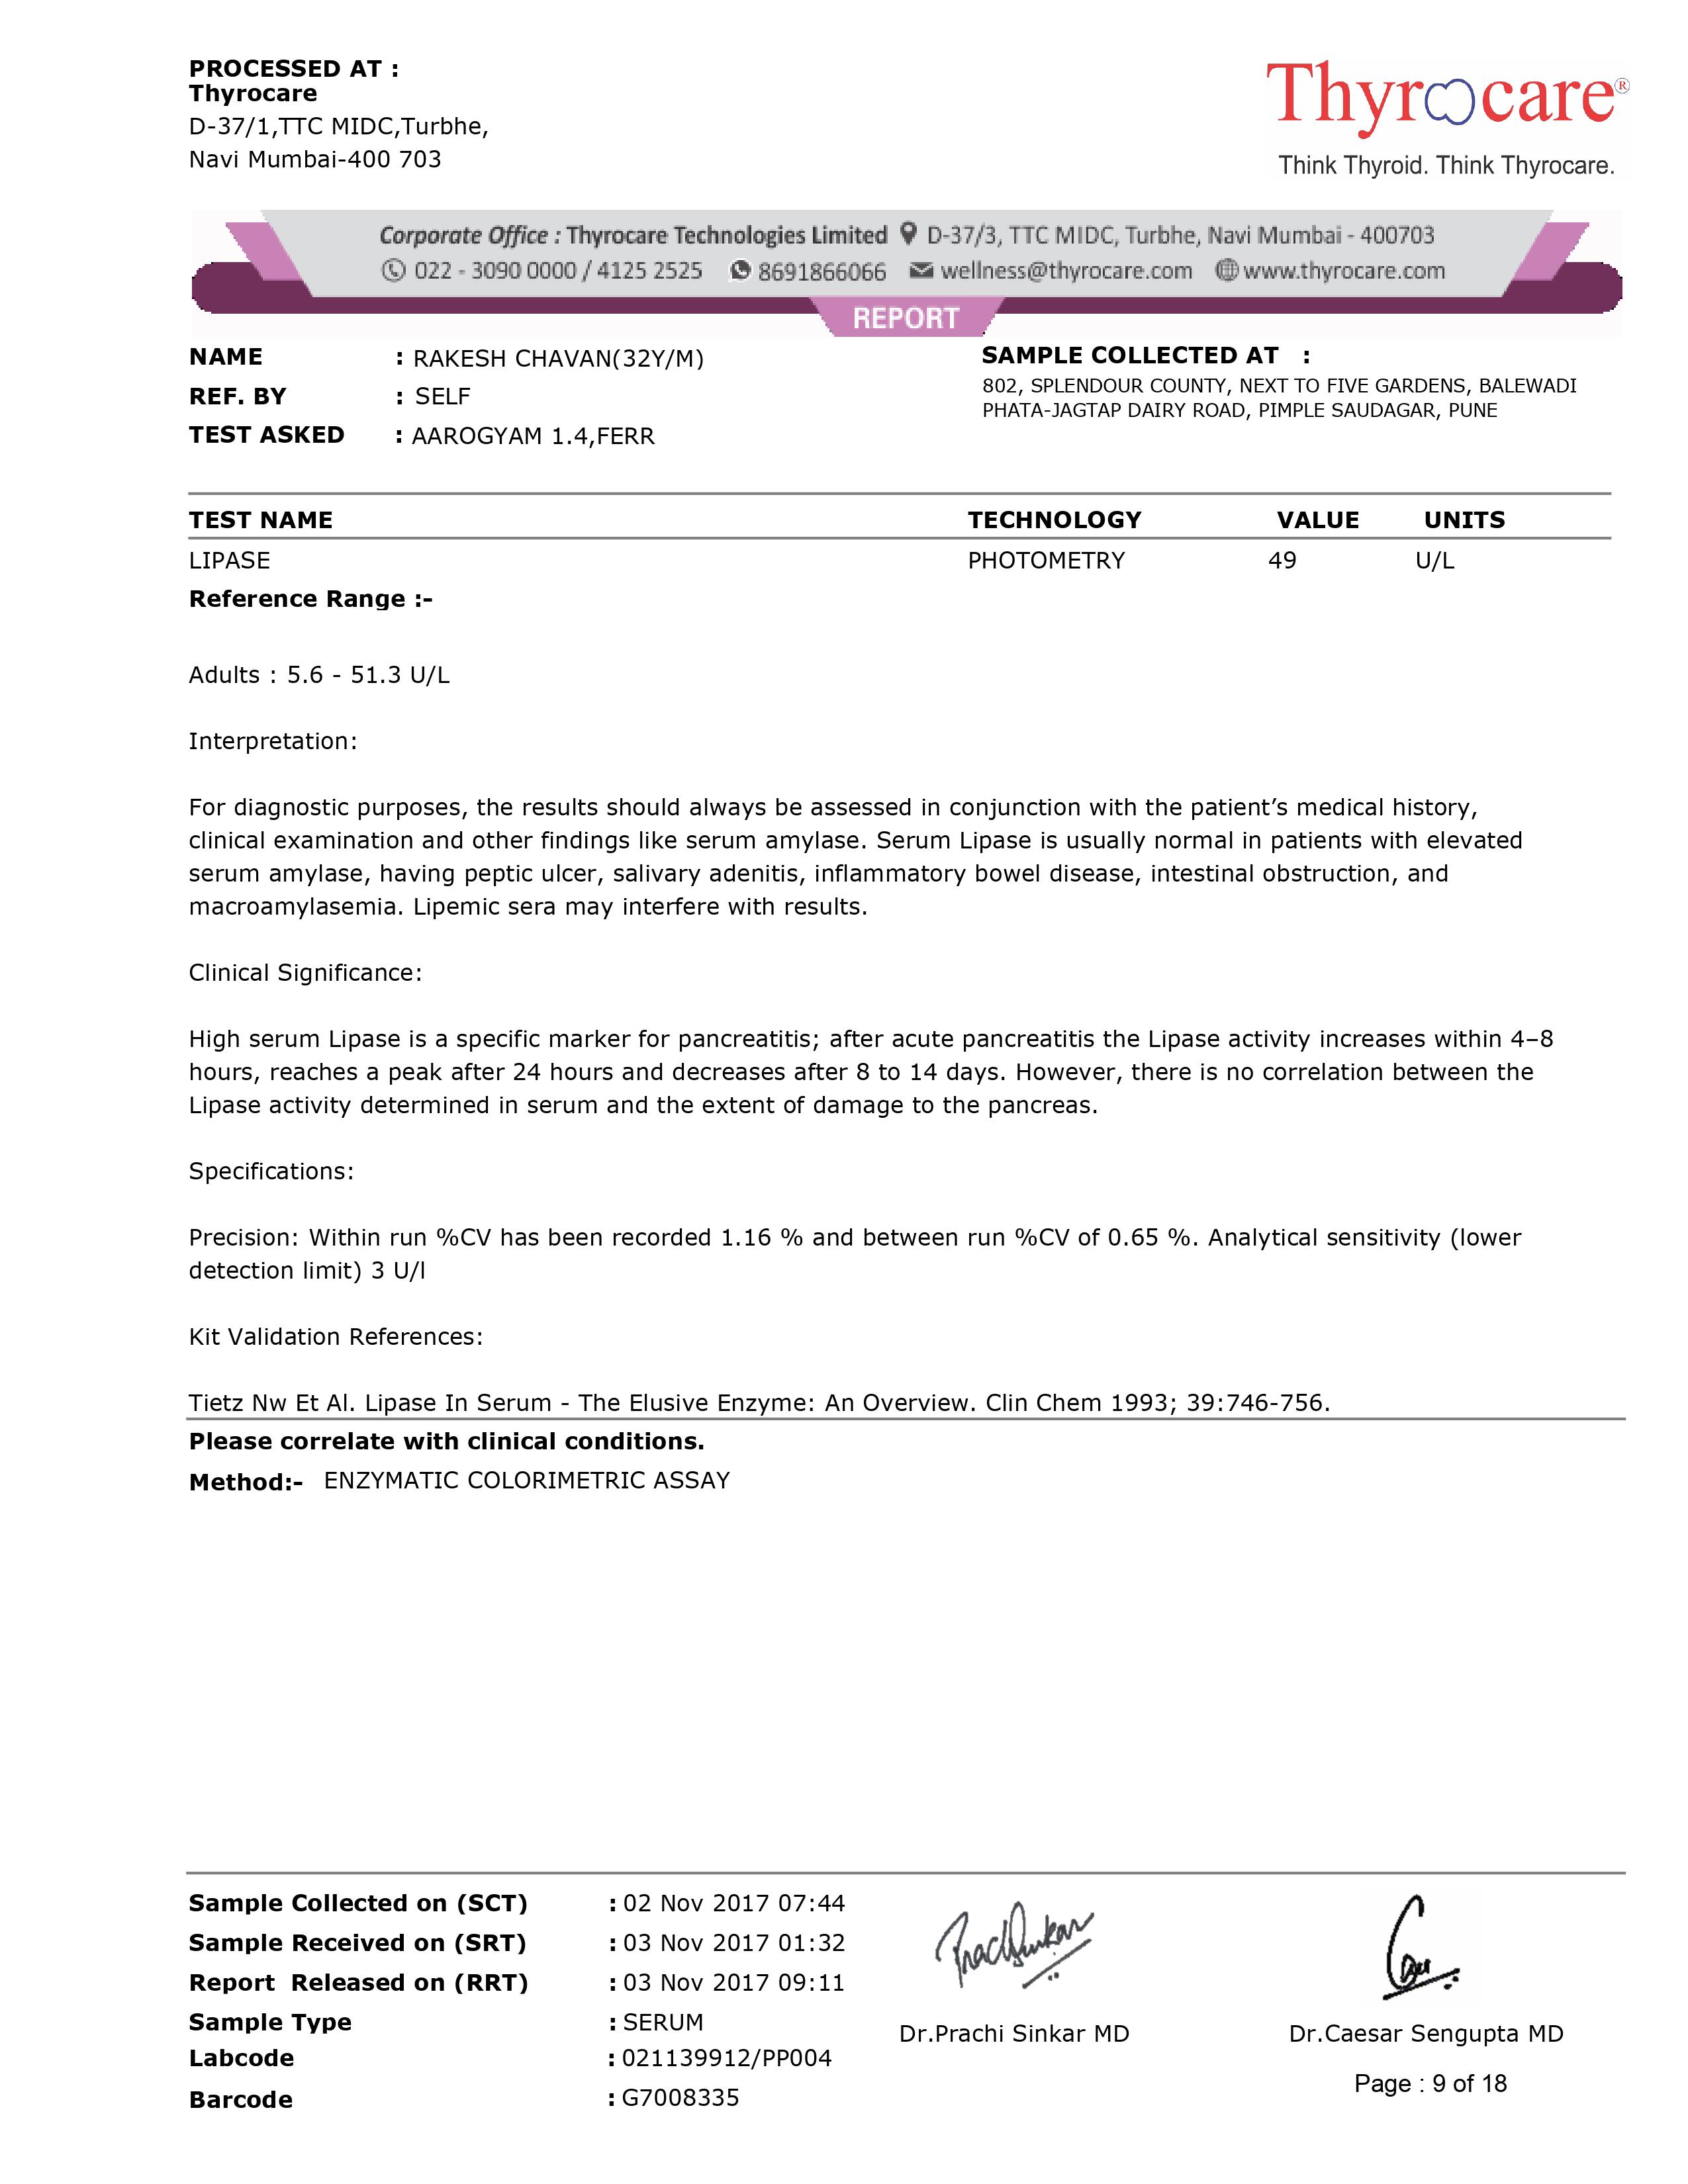 PROCESSED AT :
Thyrocare
D-37/1,TTC MIDC,Turbhe,
Navi Mumbai-400 703
Thyrocare®
Think Thyroid. Think Thyrocare.
Corporate Office : Thyrocare Technologies Limited D-37/3, TTC MIDC, Turbhe, Navi Mumbai - 400703
022 - 3090 0000 / 4125 2525 8691866066 wellness@thyrocare.com www.thyrocare.com
REPORT
NAME : RAKESH CHAVAN(32Y/M)
REF. BY : SELF
TEST ASKED : AAROGYAM 1.4,FERR
SAMPLE COLLECTED AT :
802, SPLENDOUR COUNTY, NEXT TO FIVE GARDENS, BALEWADI
PHATA-JAGTAP DAIRY ROAD, PIMPLE SAUDAGAR, PUNE
TEST NAME TECHNOLOGY VALUE UNITS
LIPASE PHOTOMETRY 49 U/L
Reference Range :-
Adults : 5.6 - 51.3 U/L
Interpretation:
For diagnostic purposes, the results should always be assessed in conjunction with the patient’s medical history,
clinical examination and other findings like serum amylase. Serum Lipase is usually normal in patients with elevated
serum amylase, having peptic ulcer, salivary adenitis, inflammatory bowel disease, intestinal obstruction, and
macroamylasemia. Lipemic sera may interfere with results.
Clinical Significance:
High serum Lipase is a specific marker for pancreatitis; after acute pancreatitis the Lipase activity increases within 4–8
hours, reaches a peak after 24 hours and decreases after 8 to 14 days. However, there is no correlation between the
Lipase activity determined in serum and the extent of damage to the pancreas.
Specifications:
Precision: Within run %CV has been recorded 1.16 % and between run %CV of 0.65 %. Analytical sensitivity (lower
detection limit) 3 U/l
Kit Validation References:
Tietz Nw Et Al. Lipase In Serum - The Elusive Enzyme: An Overview. Clin Chem 1993; 39:746-756.
Please correlate with clinical conditions.
Method:- ENZYMATIC COLORIMETRIC ASSAY
Sample Collected on (SCT) : 02 Nov 2017 07:44
Sample Received on (SRT) : 03 Nov 2017 01:32
Report Released on (RRT) : 03 Nov 2017 09:11
Sample Type : SERUM
Labcode : 021139912/PP004
Barcode : G7008335
Dr.Prachi Sinkar MD
Dr.Caesar Sengupta MD
Page : 9 of 18